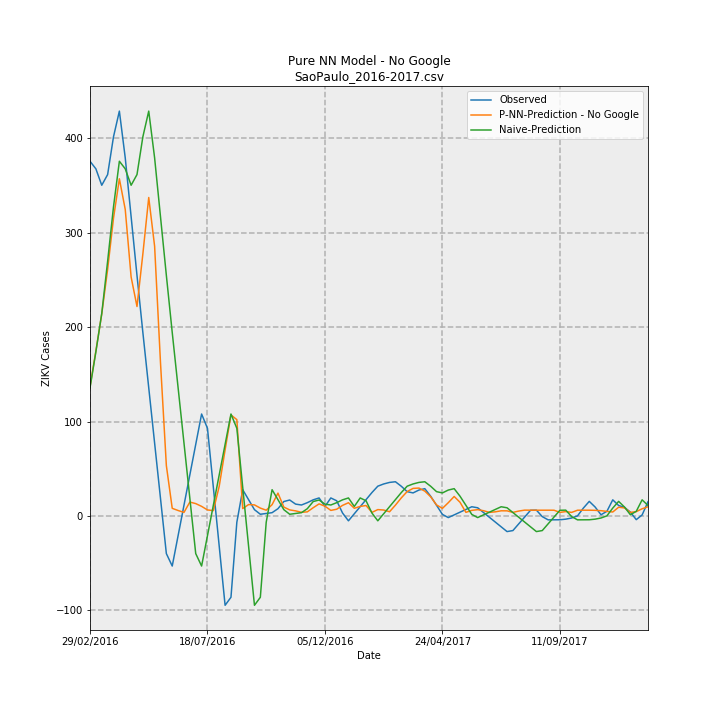 Pure NN Model - No Google
SaoPaulo_2016-2017.csv
Observed
P-NN-Prediction - No Google
Naive-Prediction
ZIKV Cases
400
300
200
100
0
−100
29/02/2016
18/07/2016
05/12/2016
24/04/2017
11/09/2017
Date